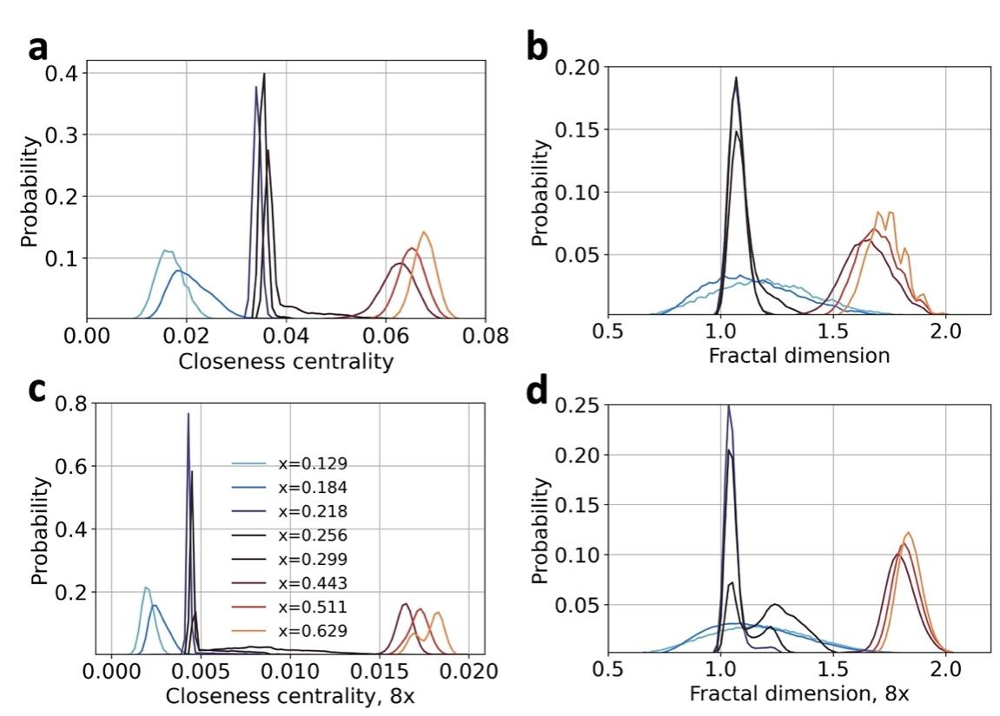 a
0.4
0.3
0.2
0.1
Probability
0.00 0.02 0.04 0.06 0.08
Closeness centrality
b
0.20
0.15
0.10
0.05
Probability
0.5 1.0 1.5 2.0
Fractal dimension
c
0.8
0.6
0.4
0.2
Probability
x=0.129
x=0.184
x=0.218
x=0.256
x=0.299
x=0.443
x=0.511
x=0.629
0.000 0.005 0.010 0.015 0.020
Closeness centrality, 8x
d
0.25
0.20
0.15
0.10
0.05
Probability
0.5 1.0 1.5 2.0
Fractal dimension, 8x